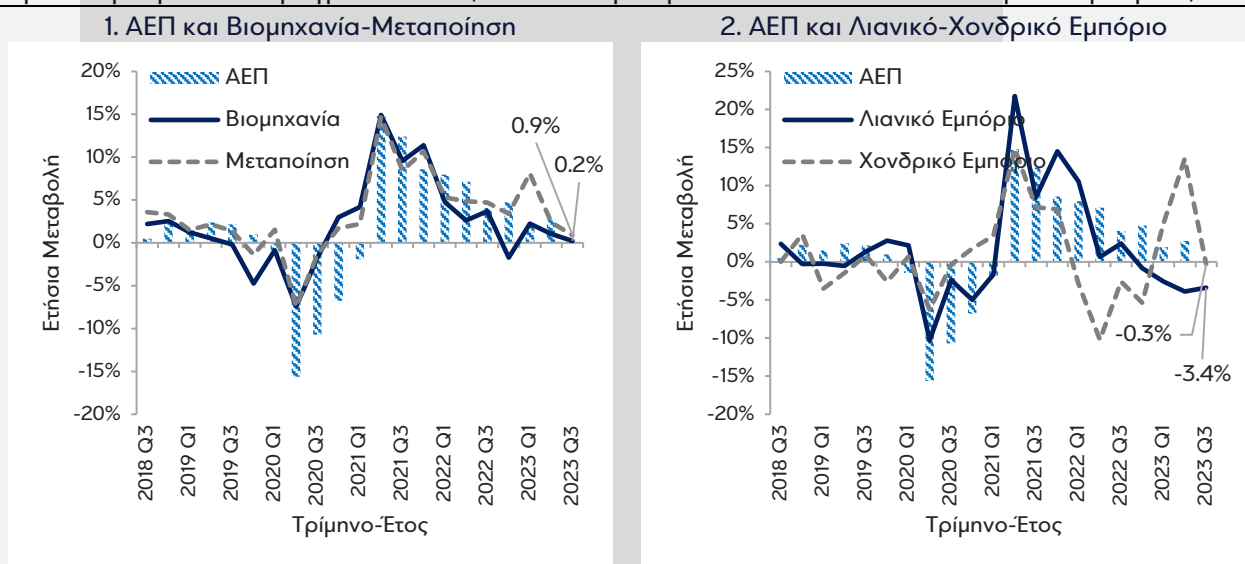 1. ΑΕΠ και Βιομηχανία-Μεταποίηση
20%
15%
10%
5%
0%
-5%
-10%
-15%
-20%
Ετήσια Μεταβολή
ΑΕΠ
Βιομηχανία
Μεταποίηση
0.9%
0.2%
2018 Q3
2019 Q1
2019 Q3
2020 Q1
2020 Q3
2021 Q1
2021 Q3
2022 Q1
2022 Q3
2023 Q1
2023 Q3
Τρίμηνο-Έτος
2. ΑΕΠ και Λιανικό-Χονδρικό Εμπόριο
25%
20%
15%
10%
5%
0%
-5%
-10%
-15%
-20%
Ετήσια Μεταβολή
ΑΕΠ
Λιανικό Εμπόριο
Χονδρικό Εμπόριο
-0.3%
-3.4%
2018 Q3
2019 Q1
2019 Q3
2020 Q1
2020 Q3
2021 Q1
2021 Q3
2022 Q1
2022 Q3
2023 Q1
2023 Q3
Τρίμηνο-Έτος